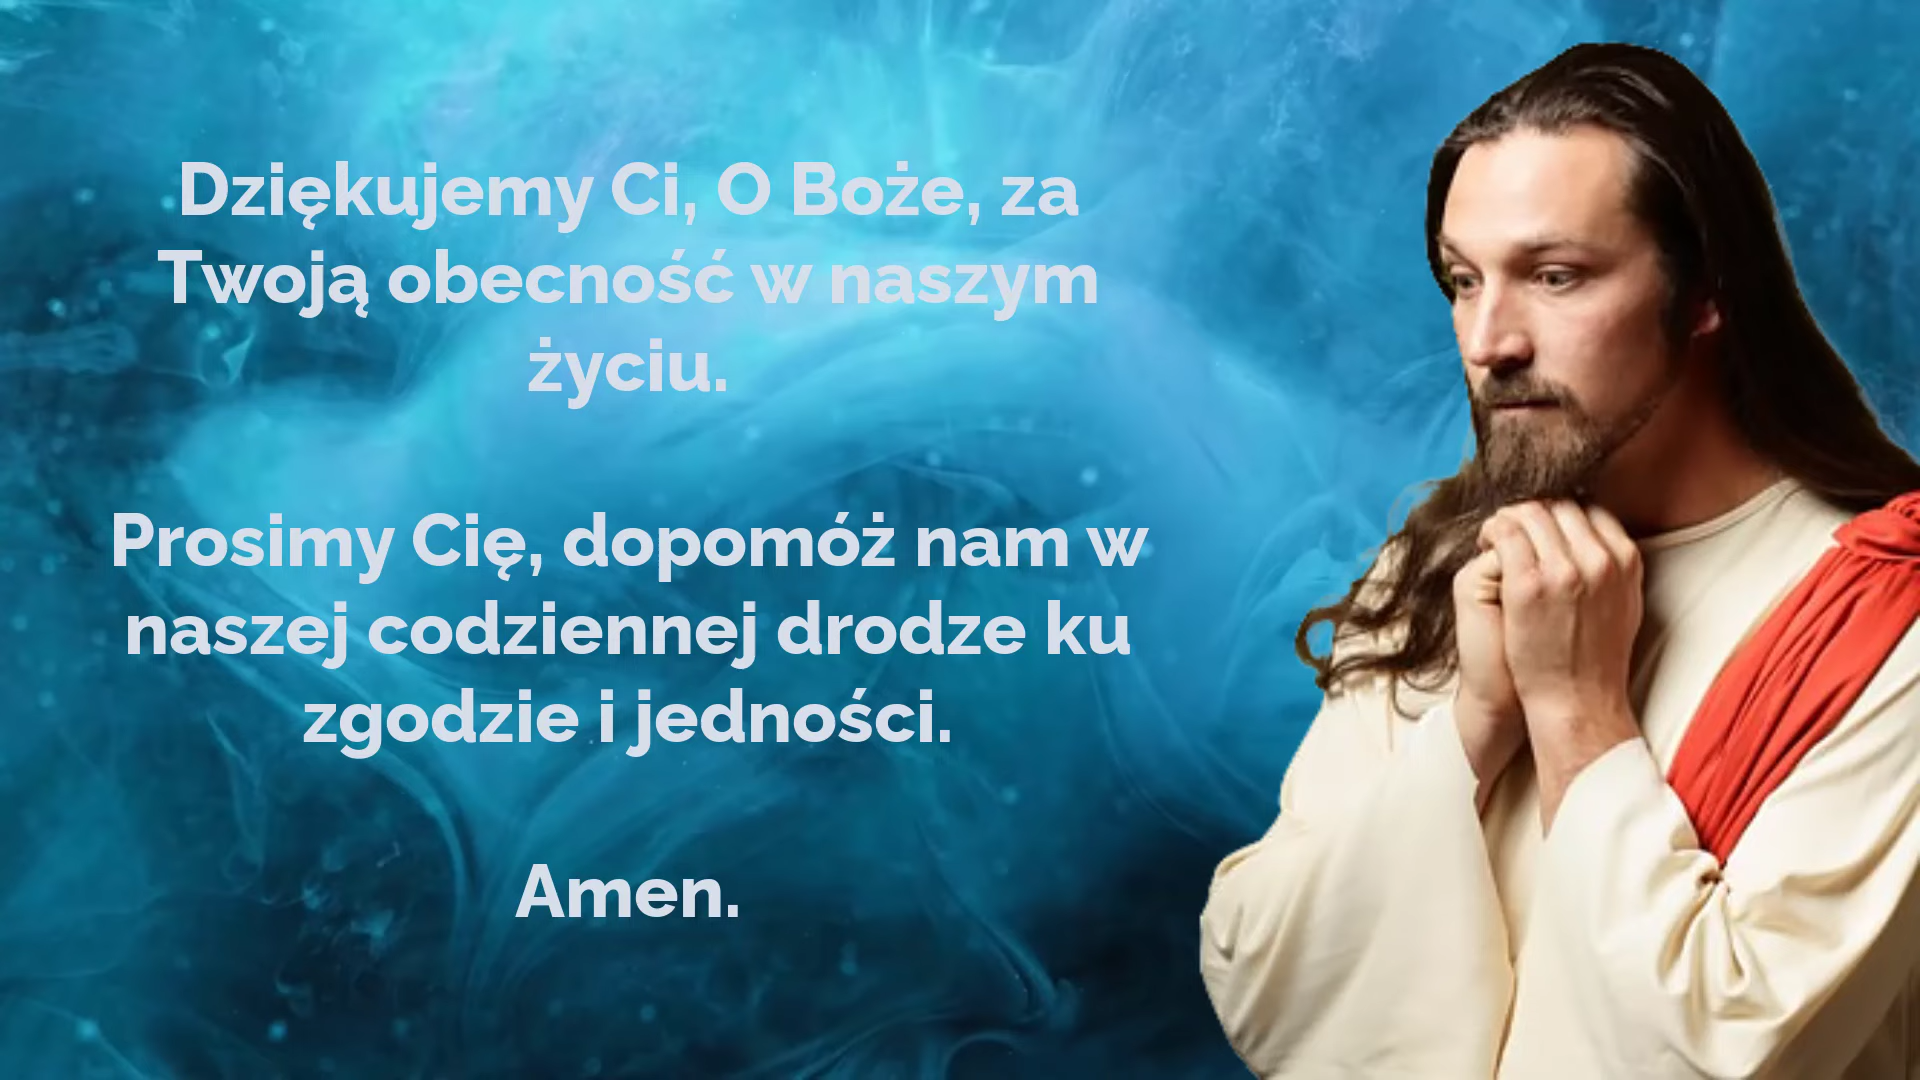 Dziękujemy Ci, O Boże, za
Twoją obecność w naszym
życiu.
Prosimy Cię, dopomóż nam w
naszej codziennej drodze ku
zgodzie i jedności.
Amen.